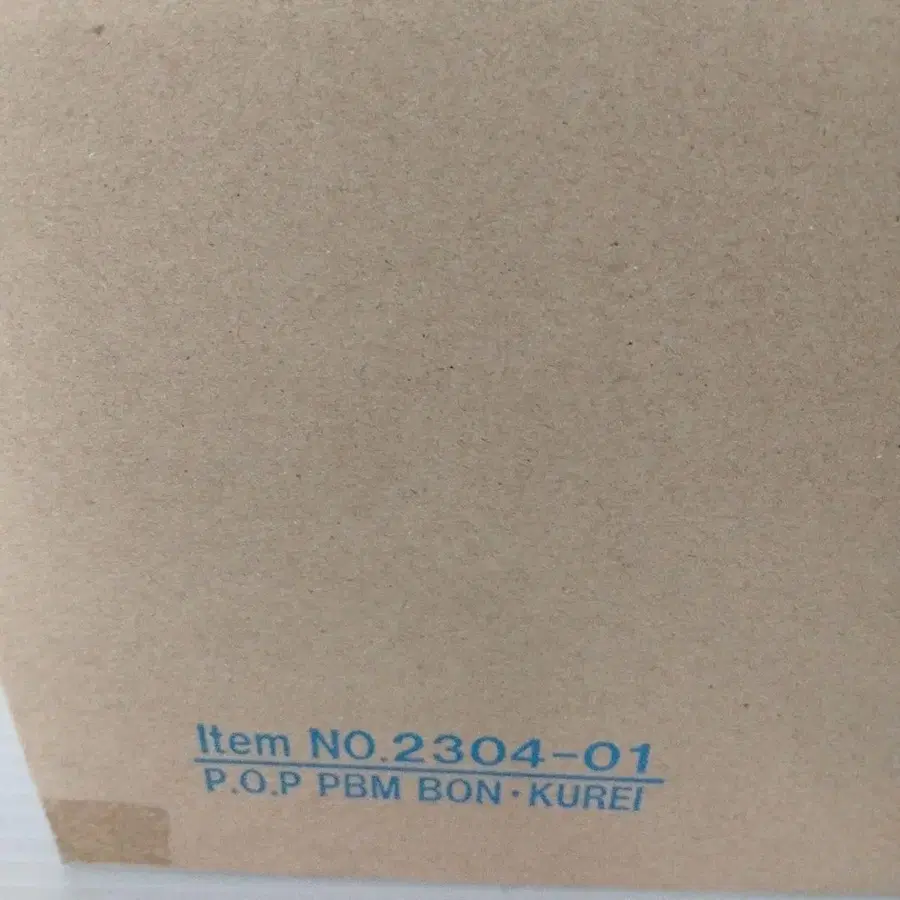 Item NO.2304-01
P.O.P PBM BON・KUREI